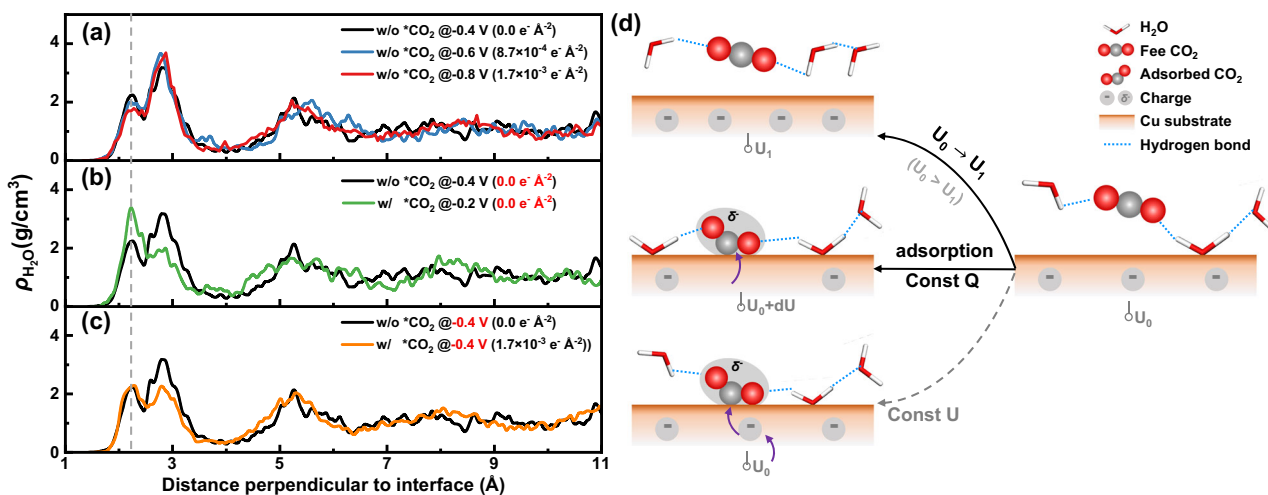 (a)
w/o *CO2 @-0.4 V (0.0 e- Å-2)
w/o *CO2 @-0.6 V (8.7×10-4 e- Å-2)
w/o *CO2 @-0.8 V (1.7×10-3 e- Å-2)
4
2
0
(b)
w/o *CO2 @-0.4 V (0.0 e- Å-2)
w/ *CO2 @-0.2 V (0.0 e- Å-2)
4
2
0
(c)
w/o *CO2 @-0.4 V (0.0 e- Å-2)
w/ *CO2 @-0.4 V (1.7×10-3 e- Å-2))
4
2
0
ρH2O(g/cm3)
1 3 5 7 9 11
Distance perpendicular to interface (Å)
(d)
H2O
Fee CO2
Adsorbed CO2
- δ- Charge
Cu substrate
Hydrogen bond
- - - -
U1
U0 → U1
(U0 > U1)
δ-
- -
U0+dU
adsorption
Const Q
- -
U0
δ-
-
U0
Const U